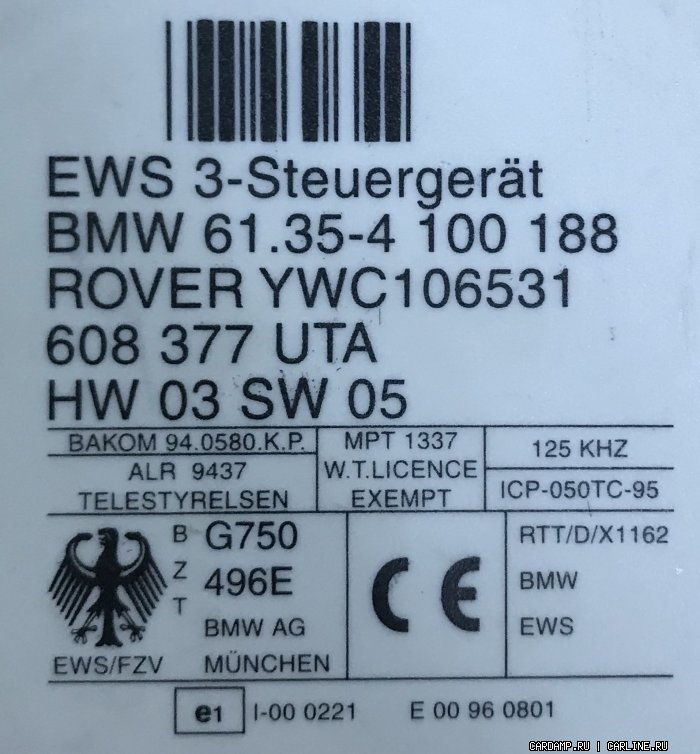 EWS 3-Steuergerät
BMW 61.35-4 100 188
ROVER YWC106531
608 377 UTA
HW 03 SW 05
BAKOM 94.0580.K.P.
ALR 9437
TELESTYRELSEN
MPT 1337
W.T.LICENCE
EXEMPT
125 KHZ
ICP-050TC-95
EWS/FZV
BZT
G750
496E
BMW AG
MÜNCHEN
CE
RTT/D/X1162
BMW
EWS
e1 I-00 0221 E 00 96 0801
CARDAMP.RU | CARLINE.RU